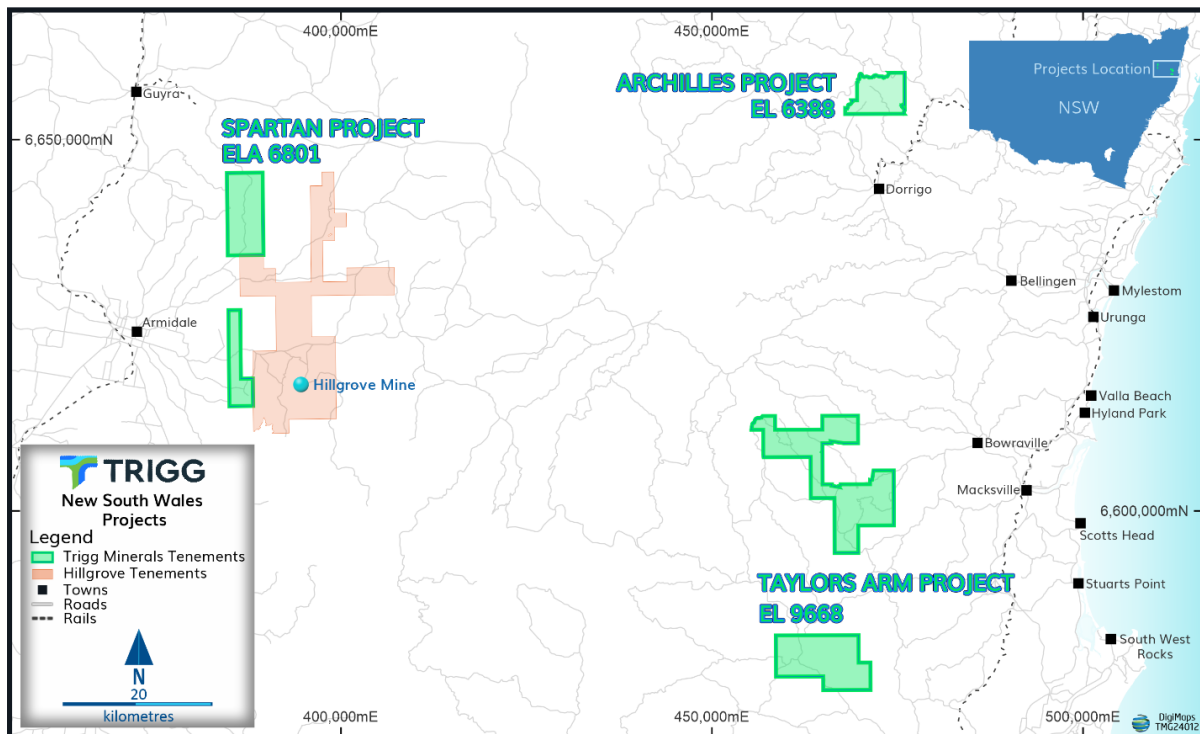 400,000mE
450,000mE
Guyra
6,650,000mN
SPARTAN PROJECT
ELA 6801
ARCHILLES PROJECT
EL 6388
Projects Location
NSW
Dorrigo
Bellingen
Mylestom
Urunga
Armidale
Hillgrove Mine
Valla Beach
Hyland Park
Bowraville
Macksville
6,600,000mN
Scotts Head
TAYLORS ARM PROJECT
EL 9668
Stuarts Point
South West
Rocks
TRIGG
New South Wales
Projects
Legend
Trigg Minerals Tenements
Hillgrove Tenements
Towns
Roads
Rails
N
20
kilometres
400,000mE
450,000mE
500,000mE
DigiMaps
TMG24012